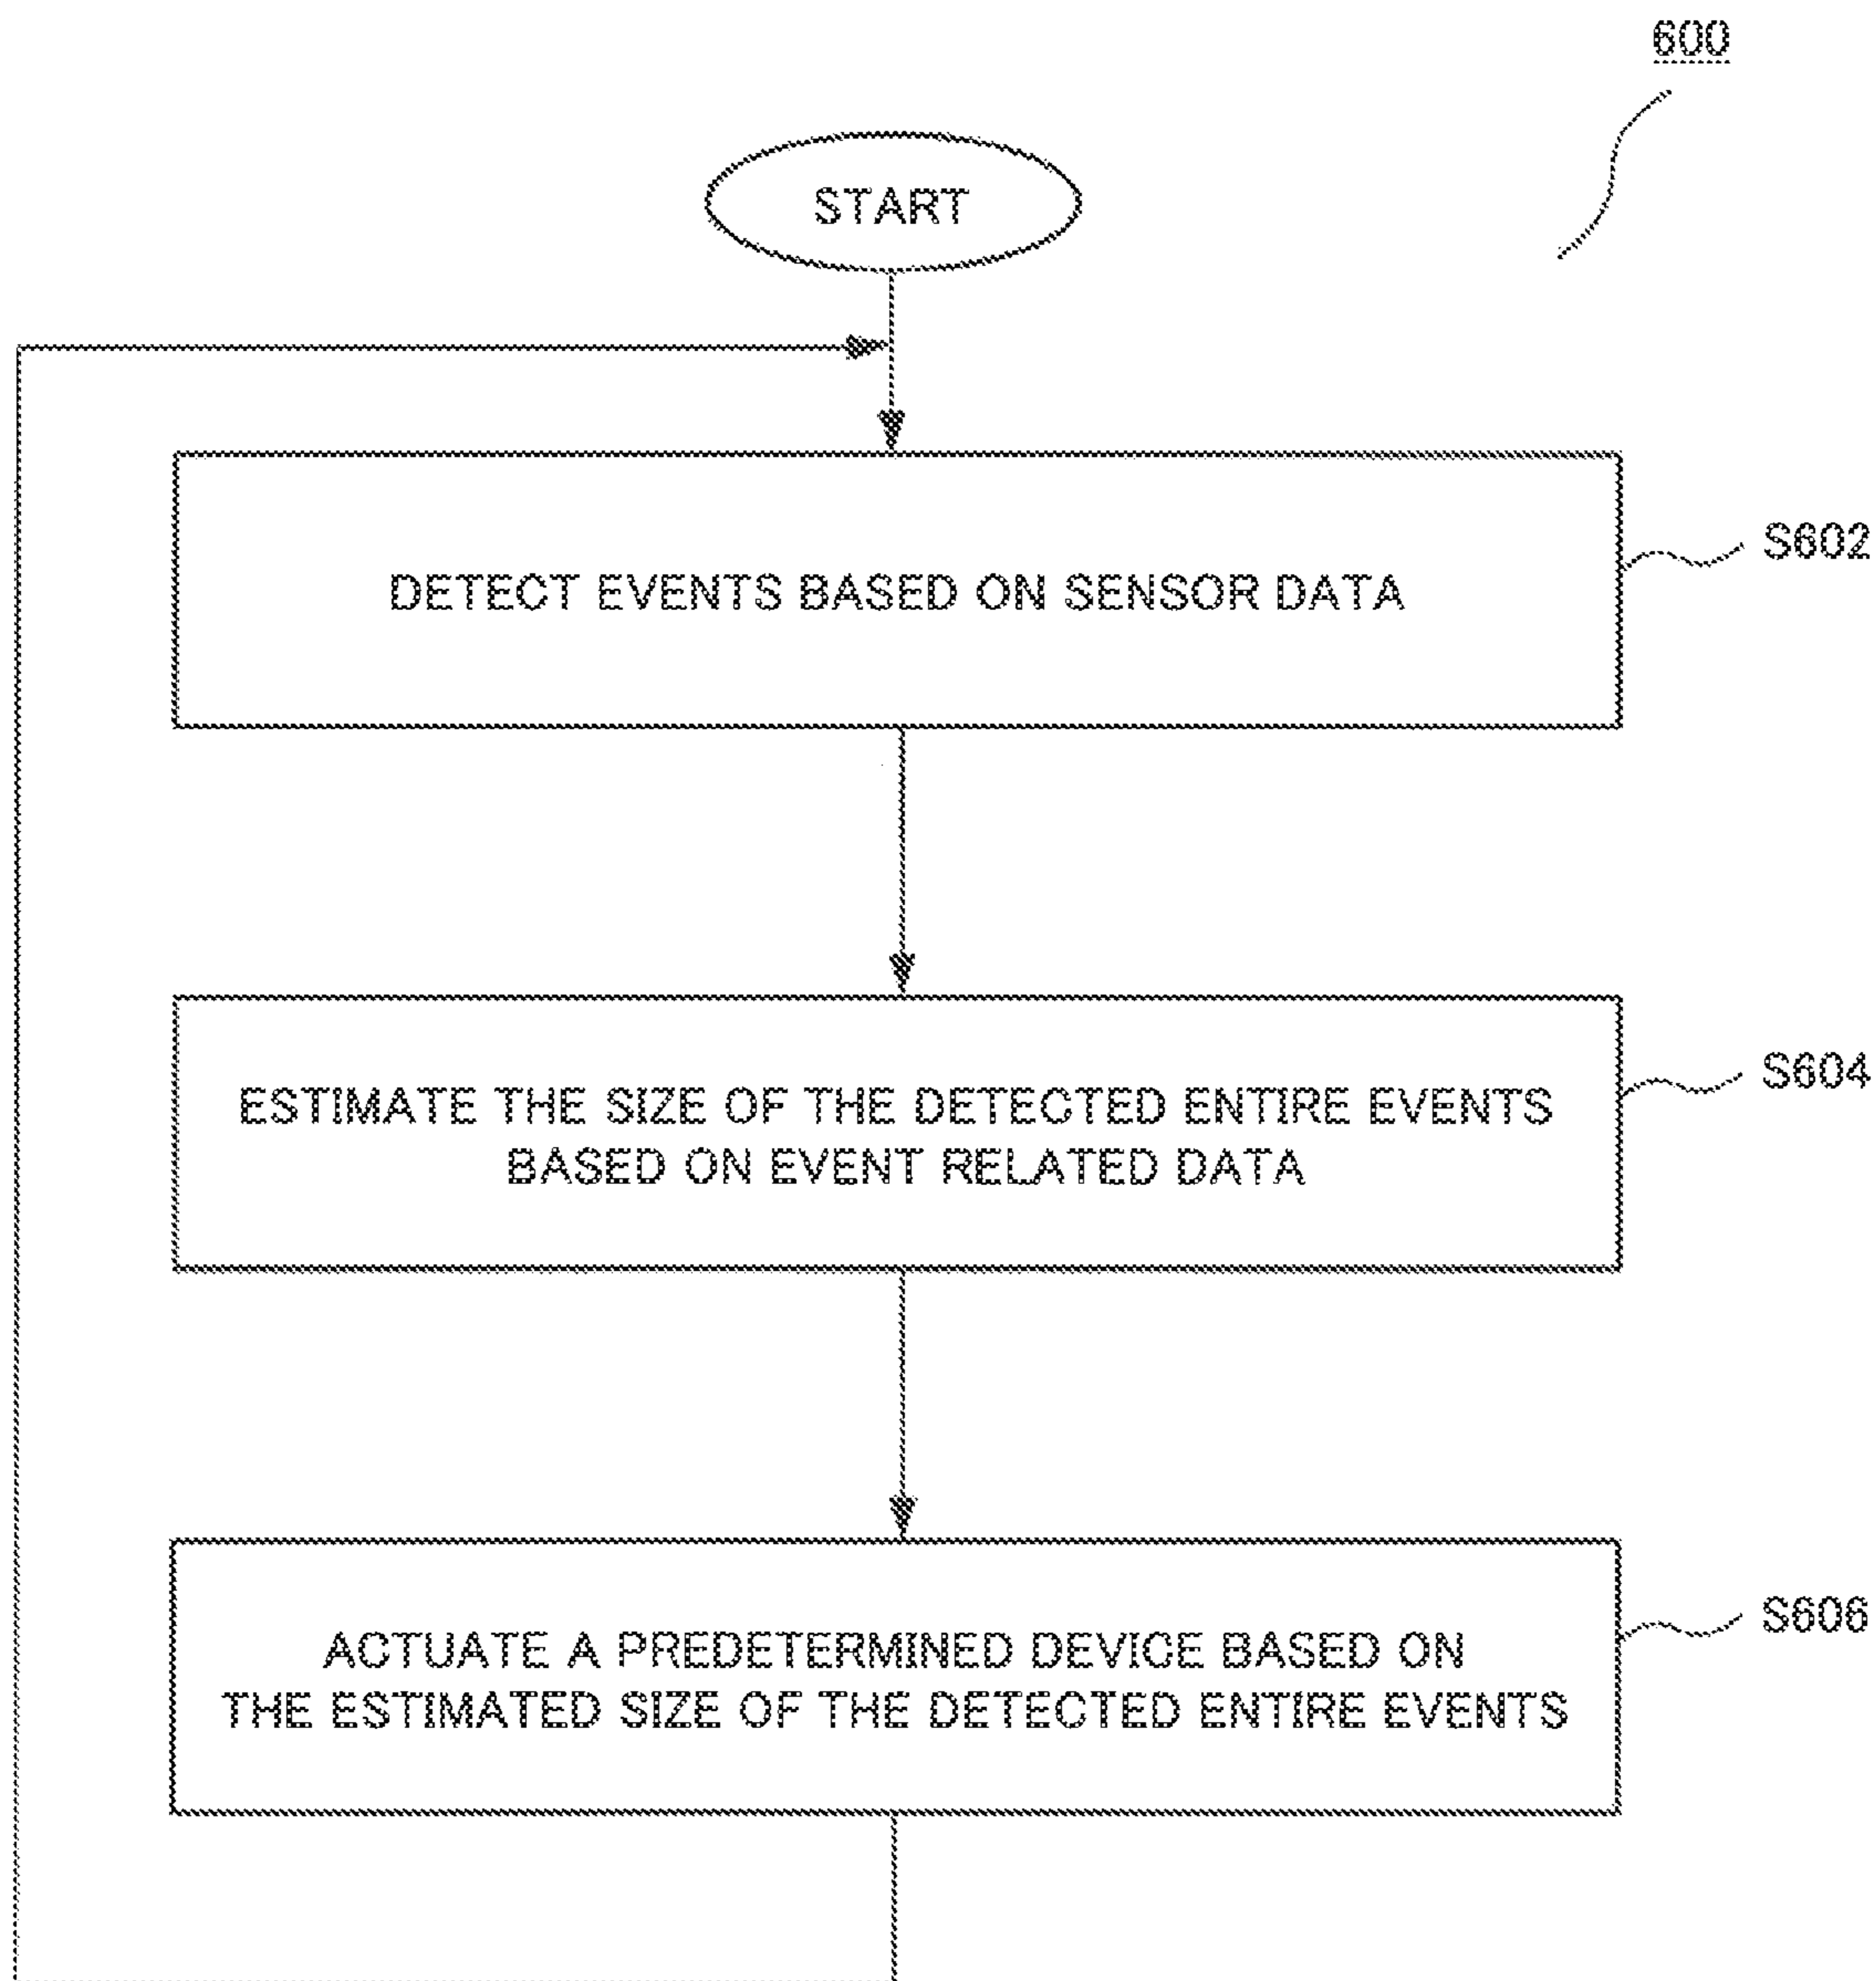 600
START
DETECT EVENTS BASED ON SENSOR DATA
S602
ESTIMATE THE SIZE OF THE DETECTED ENTIRE EVENTS
BASED ON EVENT RELATED DATA
S604
ACTUATE A PREDETERMINED DEVICE BASED ON
THE ESTIMATED SIZE OF THE DETECTED ENTIRE EVENTS
S606